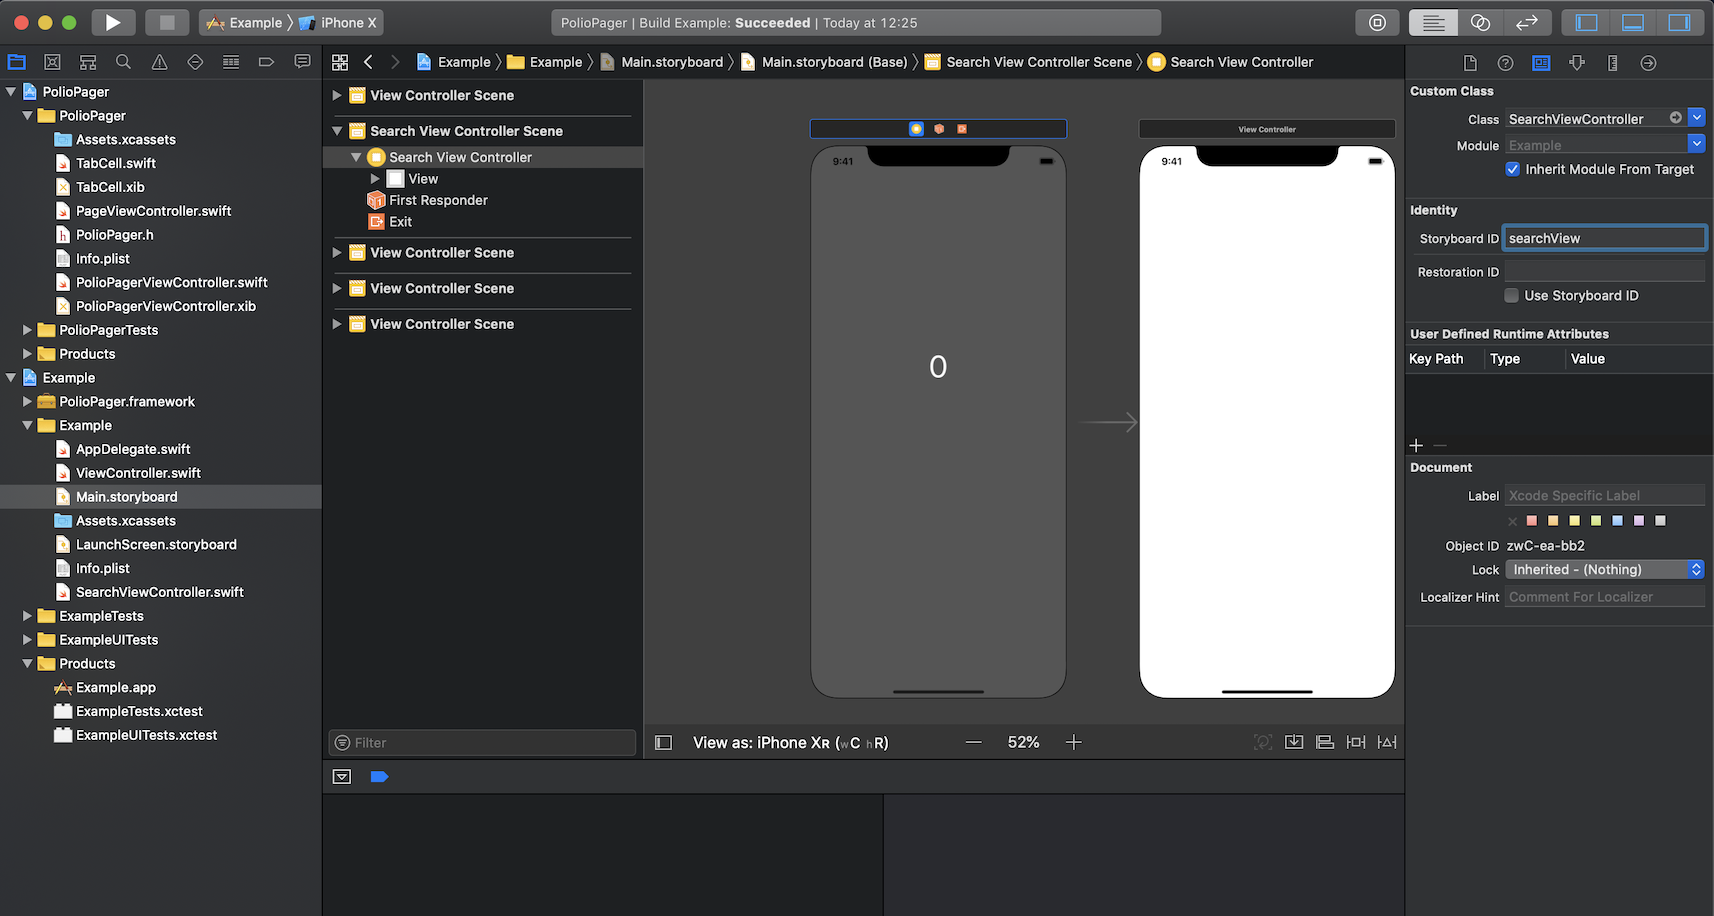 Example 〉 iPhone X
PolioPager | Build Example: Succeeded | Today at 12:25
Example 〉 Example 〉 Main.storyboard 〉 Main.storyboard (Base) 〉 Search View Controller Scene 〉 Search View Controller
PolioPager
PolioPager
Assets.xcassets
TabCell.swift
TabCell.xib
PageViewController.swift
PolioPager.h
Info.plist
PolioPagerViewController.swift
PolioPagerViewController.xib
PolioPagerTests
Products
Example
PolioPager.framework
Example
AppDelegate.swift
ViewController.swift
Main.storyboard
Assets.xcassets
LaunchScreen.storyboard
Info.plist
SearchViewController.swift
ExampleTests
ExampleUITests
Products
Example.app
ExampleTests.xctest
ExampleUITests.xctest
View Controller Scene
Search View Controller Scene
Search View Controller
View
First Responder
Exit
View Controller Scene
View Controller Scene
View Controller Scene
Filter
9:41
0
View Controller
9:41
View as: iPhone XR (wC hR)
52%
Custom Class
Class SearchViewController
Module Example
Inherit Module From Target
Identity
Storyboard ID searchView
Restoration ID
Use Storyboard ID
User Defined Runtime Attributes
Key Path Type Value
Document
Label Xcode Specific Label
Object ID zwC-ea-bb2
Lock Inherited - (Nothing)
Localizer Hint Comment For Localizer